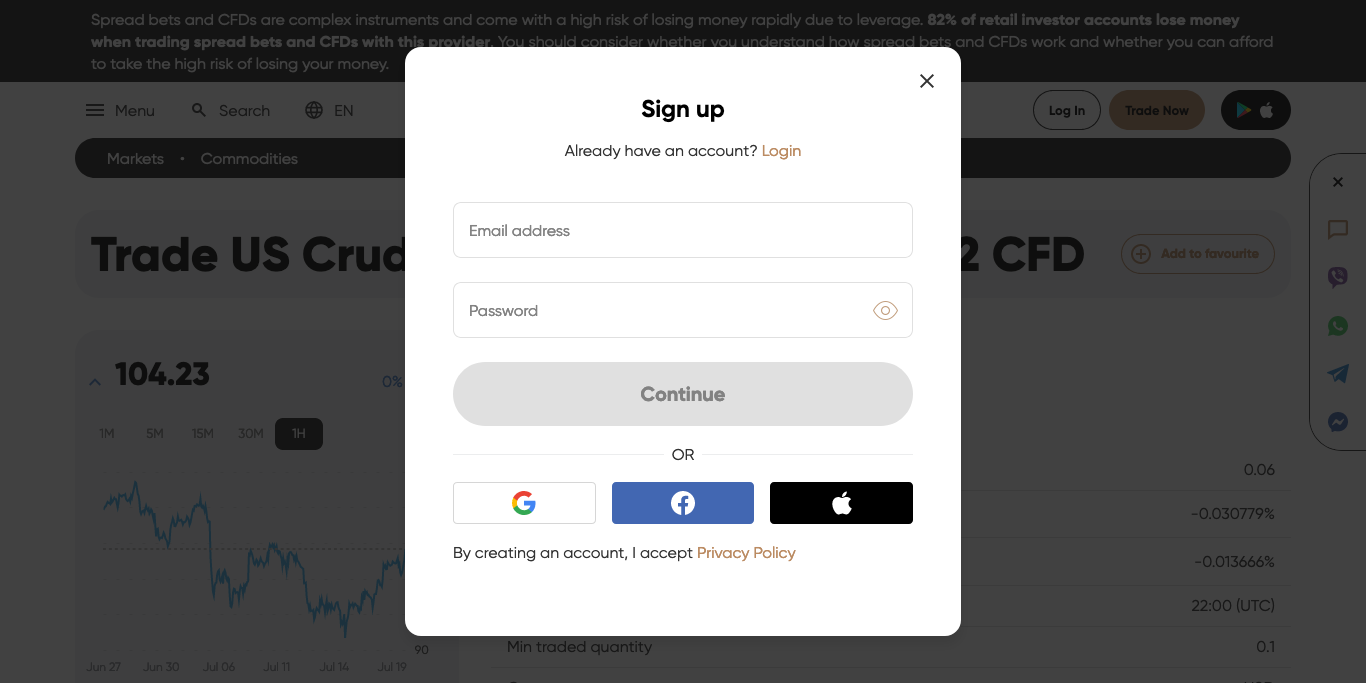 Spread bets and CFDs are complex instruments and come with a high risk of losing money rapidly due to leverage. 82% of retail investor accounts lose money
when trading spread bets and CFDs with this provider. You should consider whether you understand how spread bets and CFDs work and whether you can afford
to take the high risk of losing your money.
Menu
Search
EN
Log In
Trade Now
Markets • Commodities
Trade US Crud
2 CFD
Add to favourite
Sign up
Already have an account? Login
Email address
Password
Continue
OR
By creating an account, I accept Privacy Policy
104.23
0%
1M 5M 15M 30M 1H
90
Jun 27 Jun 30 Jul 06 Jul 11 Jul 14 Jul 19
0.06
-0.030779%
-0.013666%
22:00 (UTC)
Min traded quantity
0.1